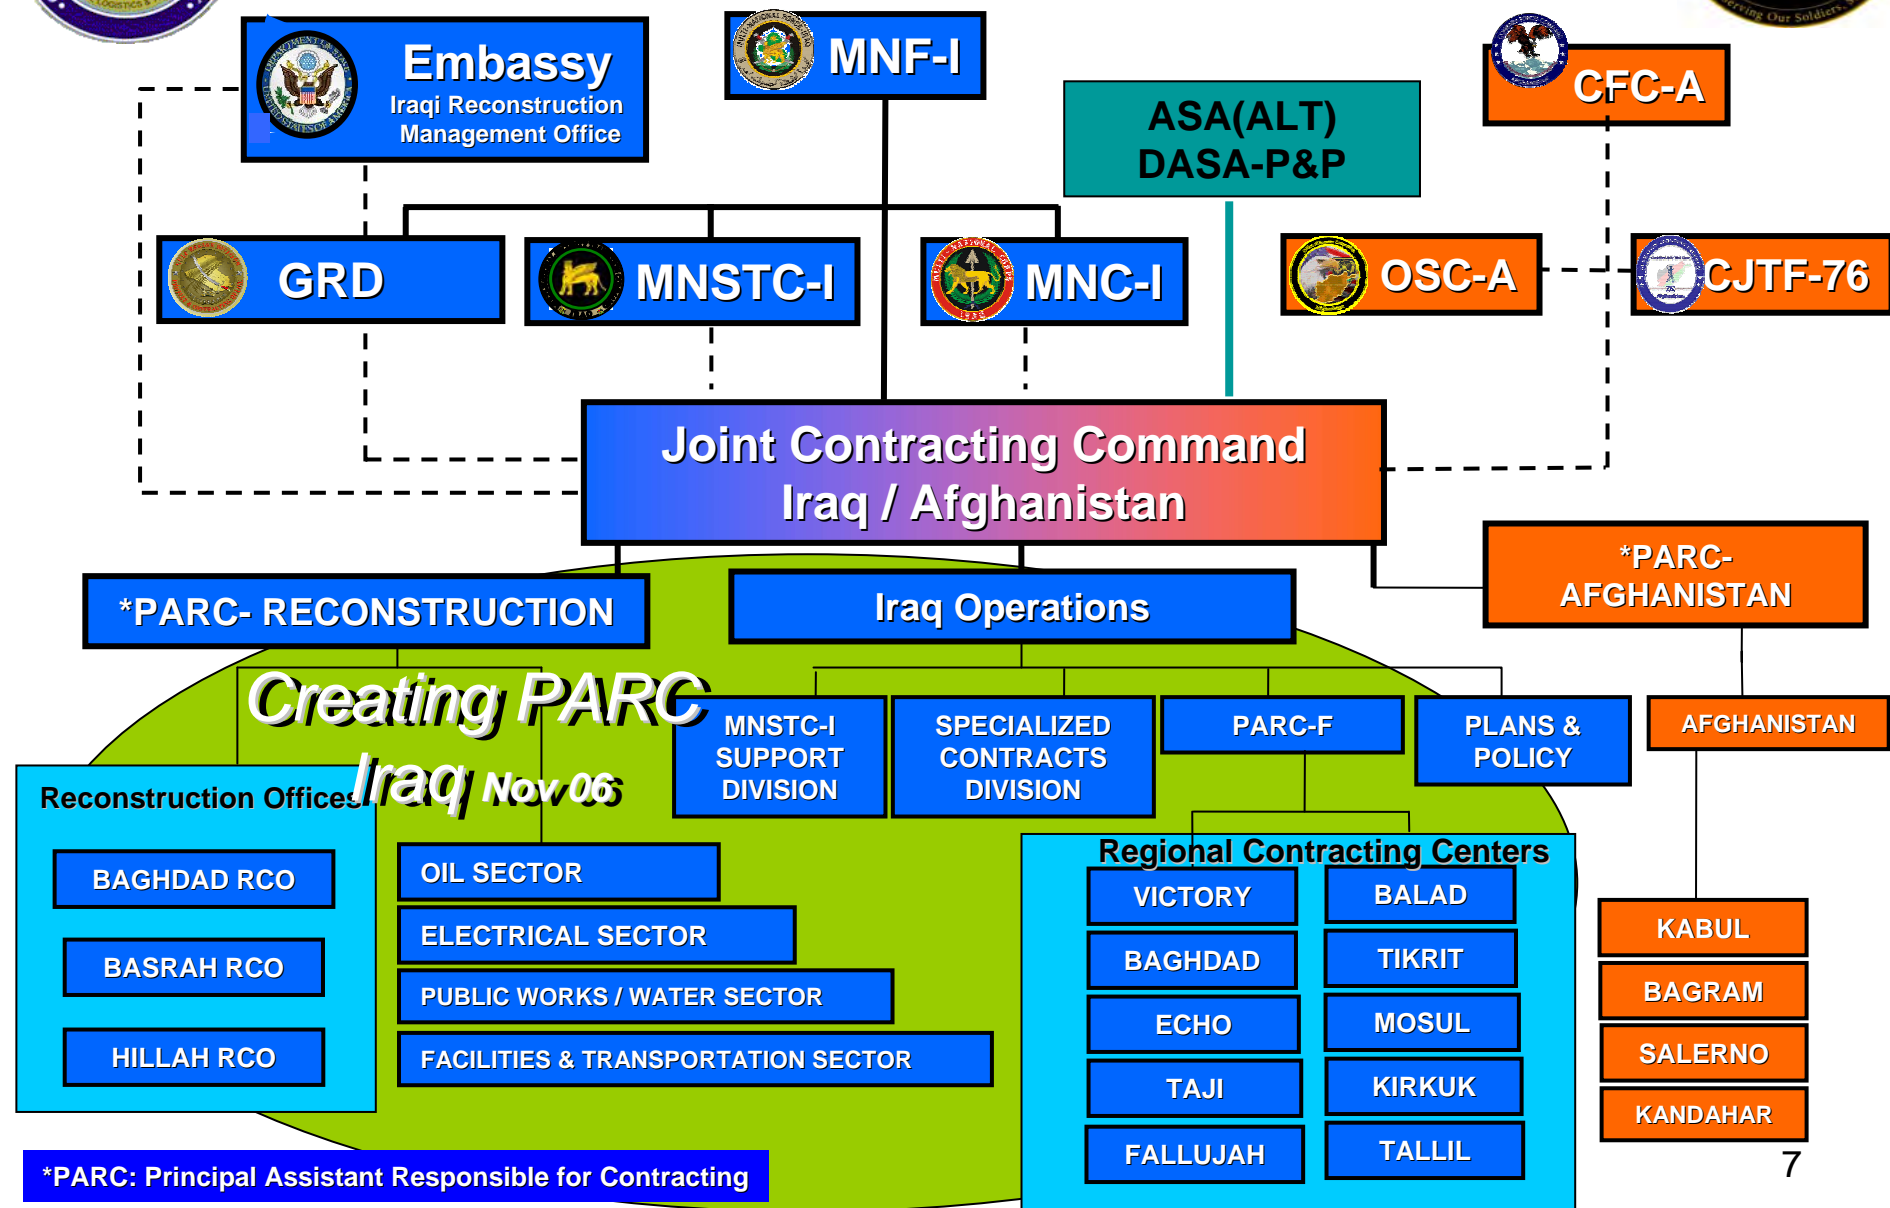 LOGISTICS &
Serving Our Soldiers,
Embassy
Iraqi Reconstruction
Management Office
MNF-I
CFC-A
ASA(ALT)
DASA-P&P
GRD
MNSTC-I
MNC-I
OSC-A
CJTF-76
Joint Contracting Command
Iraq / Afghanistan
*PARC- RECONSTRUCTION
Iraq Operations
*PARC-
AFGHANISTAN
Creating PARC
Iraq Nov 06
MNSTC-I
SUPPORT
DIVISION
SPECIALIZED
CONTRACTS
DIVISION
PARC-F
PLANS &
POLICY
AFGHANISTAN
Reconstruction Offices
BAGHDAD RCO
BASRAH RCO
HILLAH RCO
OIL SECTOR
ELECTRICAL SECTOR
PUBLIC WORKS / WATER SECTOR
FACILITIES & TRANSPORTATION SECTOR
Regional Contracting Centers
VICTORY
BALAD
BAGHDAD
TIKRIT
ECHO
MOSUL
TAJI
KIRKUK
FALLUJAH
TALLIL
KABUL
BAGRAM
SALERNO
KANDAHAR
*PARC: Principal Assistant Responsible for Contracting
7